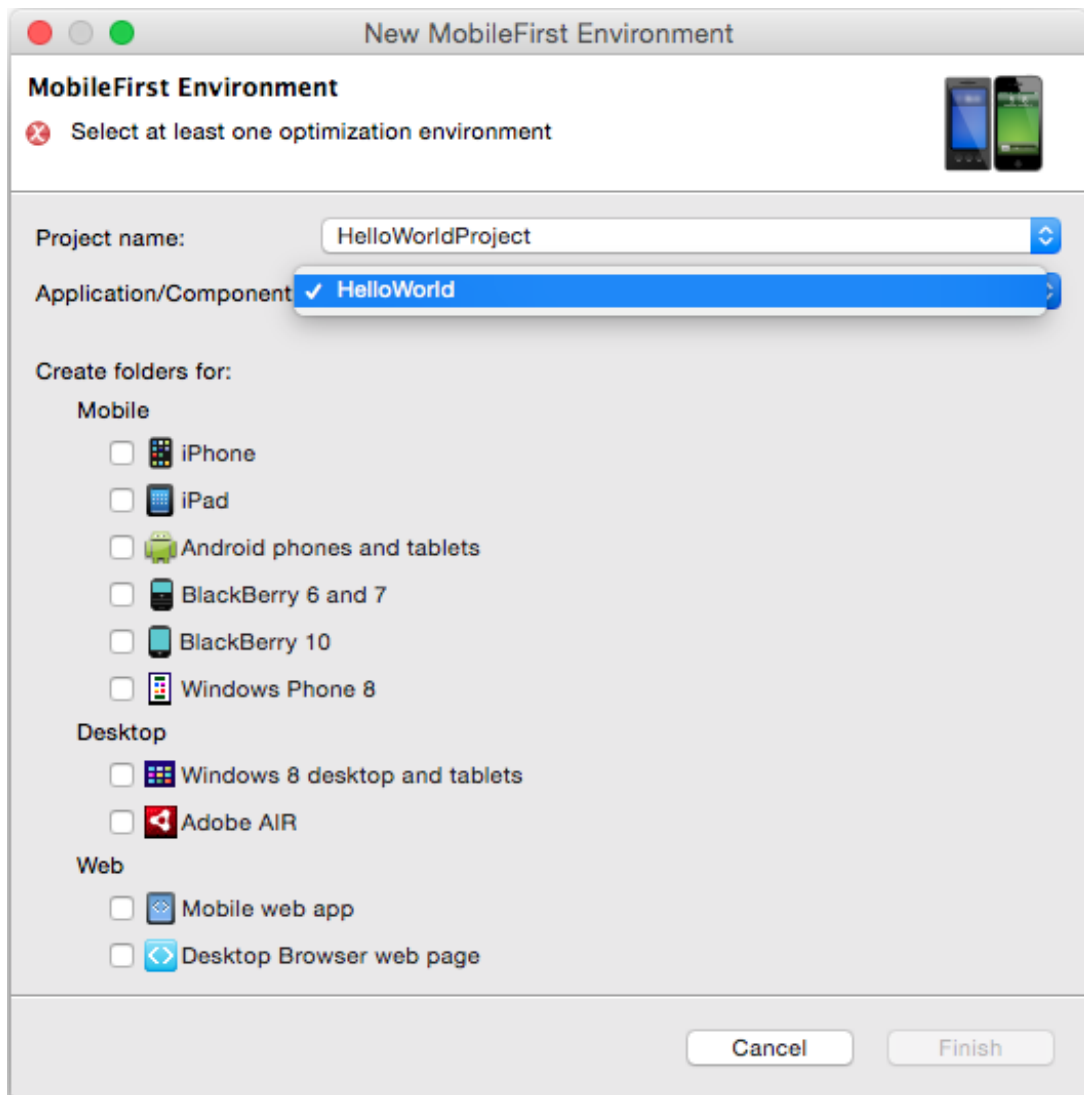 New MobileFirst Environment
MobileFirst Environment
Select at least one optimization environment
Project name:
HelloWorldProject
Application/Component
HelloWorld
Create folders for:
Mobile
iPhone
iPad
Android phones and tablets
BlackBerry 6 and 7
BlackBerry 10
Windows Phone 8
Desktop
Windows 8 desktop and tablets
Adobe AIR
Web
Mobile web app
Desktop Browser web page
Cancel
Finish